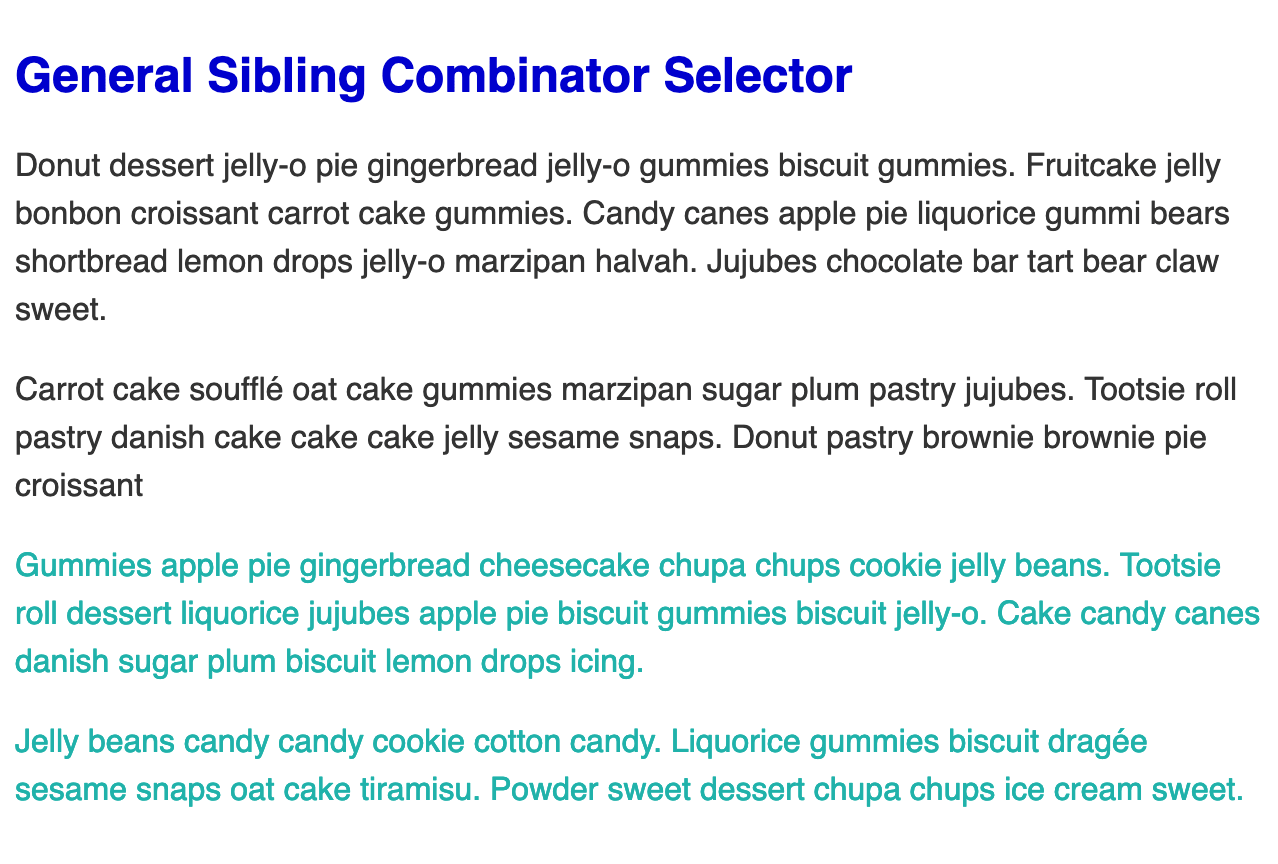 General Sibling Combinator Selector
Donut dessert jelly-o pie gingerbread jelly-o gummies biscuit gummies. Fruitcake jelly
bonbon croissant carrot cake gummies. Candy canes apple pie liquorice gummi bears
shortbread lemon drops jelly-o marzipan halvah. Jujubes chocolate bar tart bear claw
sweet.
Carrot cake soufflé oat cake gummies marzipan sugar plum pastry jujubes. Tootsie roll
pastry danish cake cake cake jelly sesame snaps. Donut pastry brownie brownie pie
croissant
Gummies apple pie gingerbread cheesecake chupa chups cookie jelly beans. Tootsie
roll dessert liquorice jujubes apple pie biscuit gummies biscuit jelly-o. Cake candy canes
danish sugar plum biscuit lemon drops icing.
Jelly beans candy candy cookie cotton candy. Liquorice gummies biscuit dragée
sesame snaps oat cake tiramisu. Powder sweet dessert chupa chups ice cream sweet.